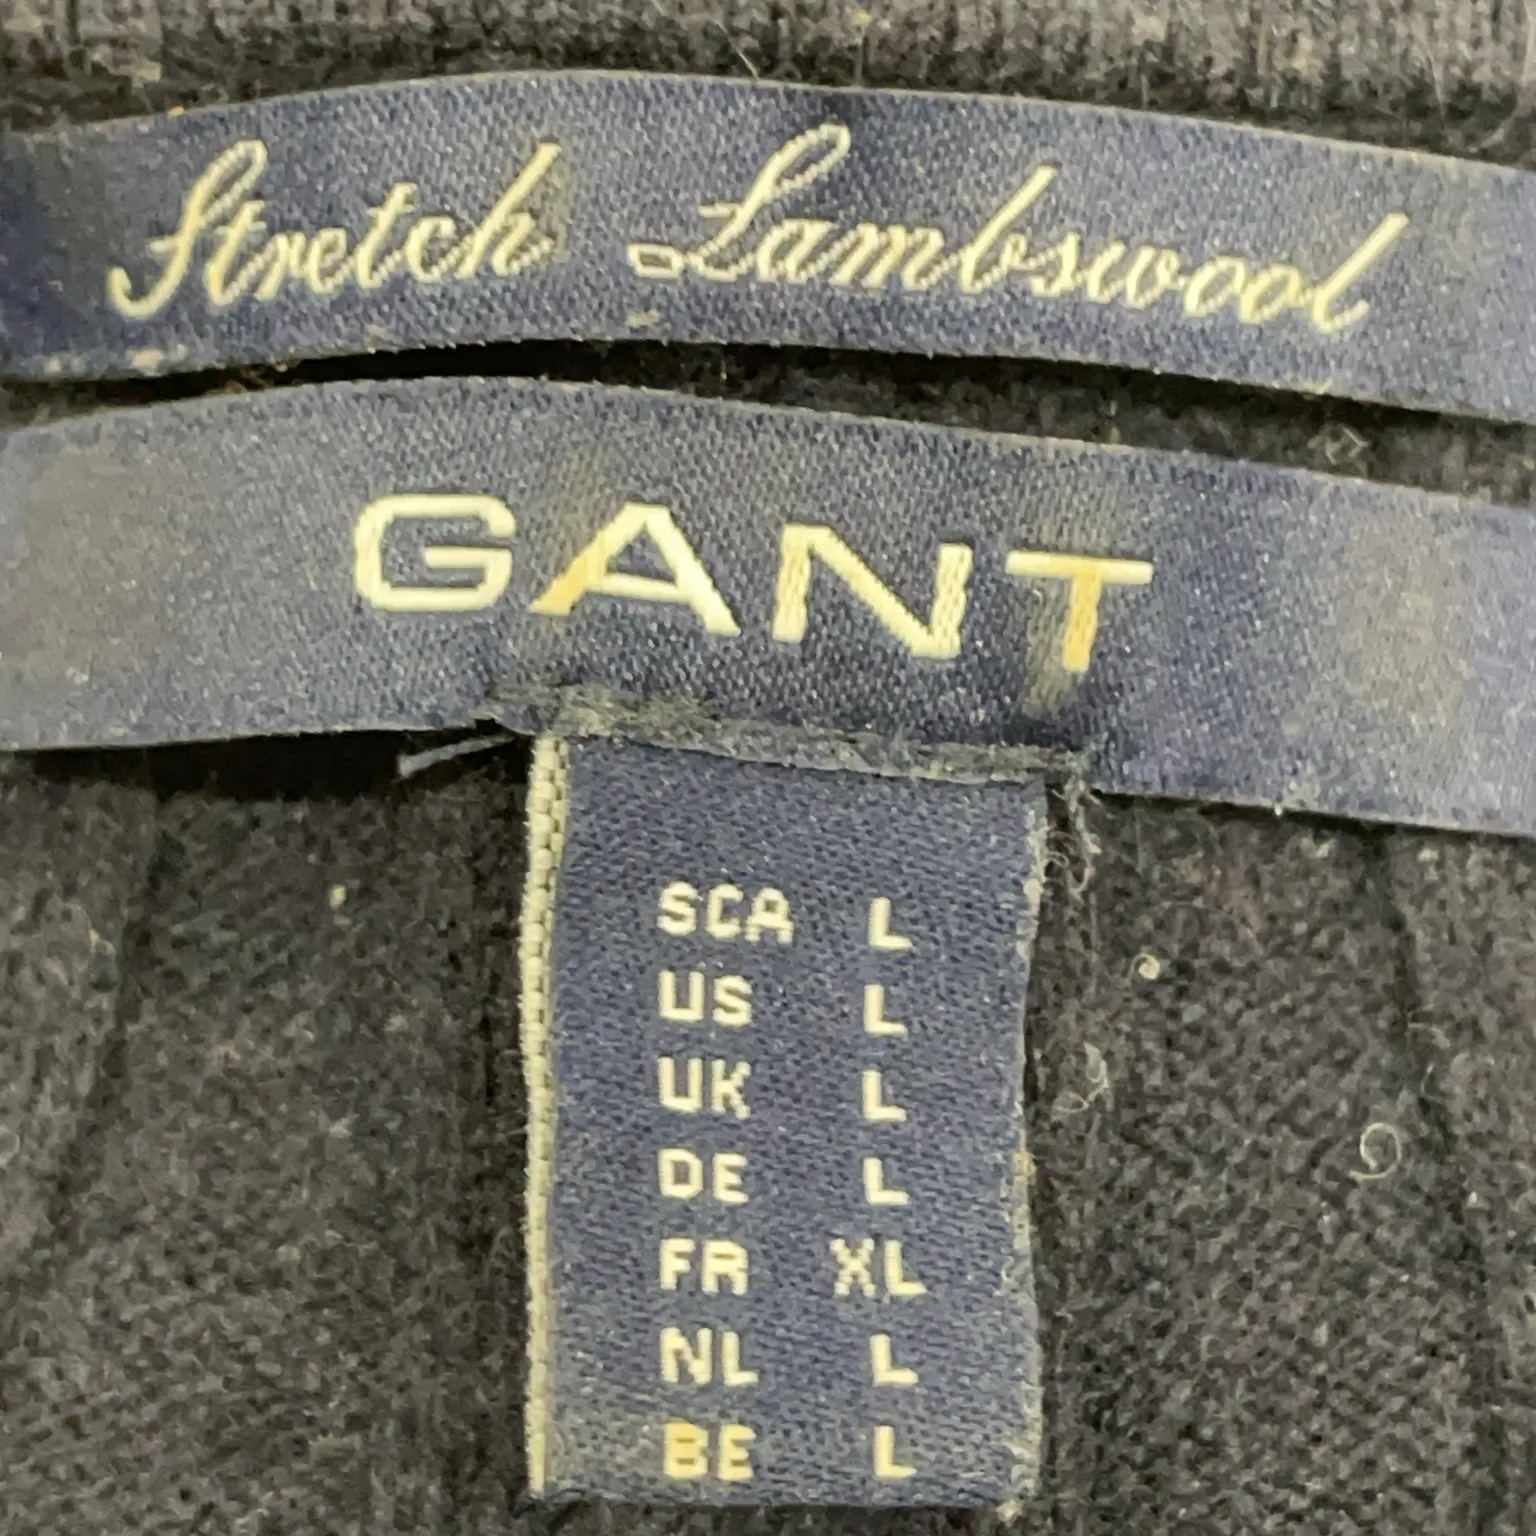 Stretch Lambswool
GANT
SCA L
US L
UK L
DE L
FR XL
NL L
BE L